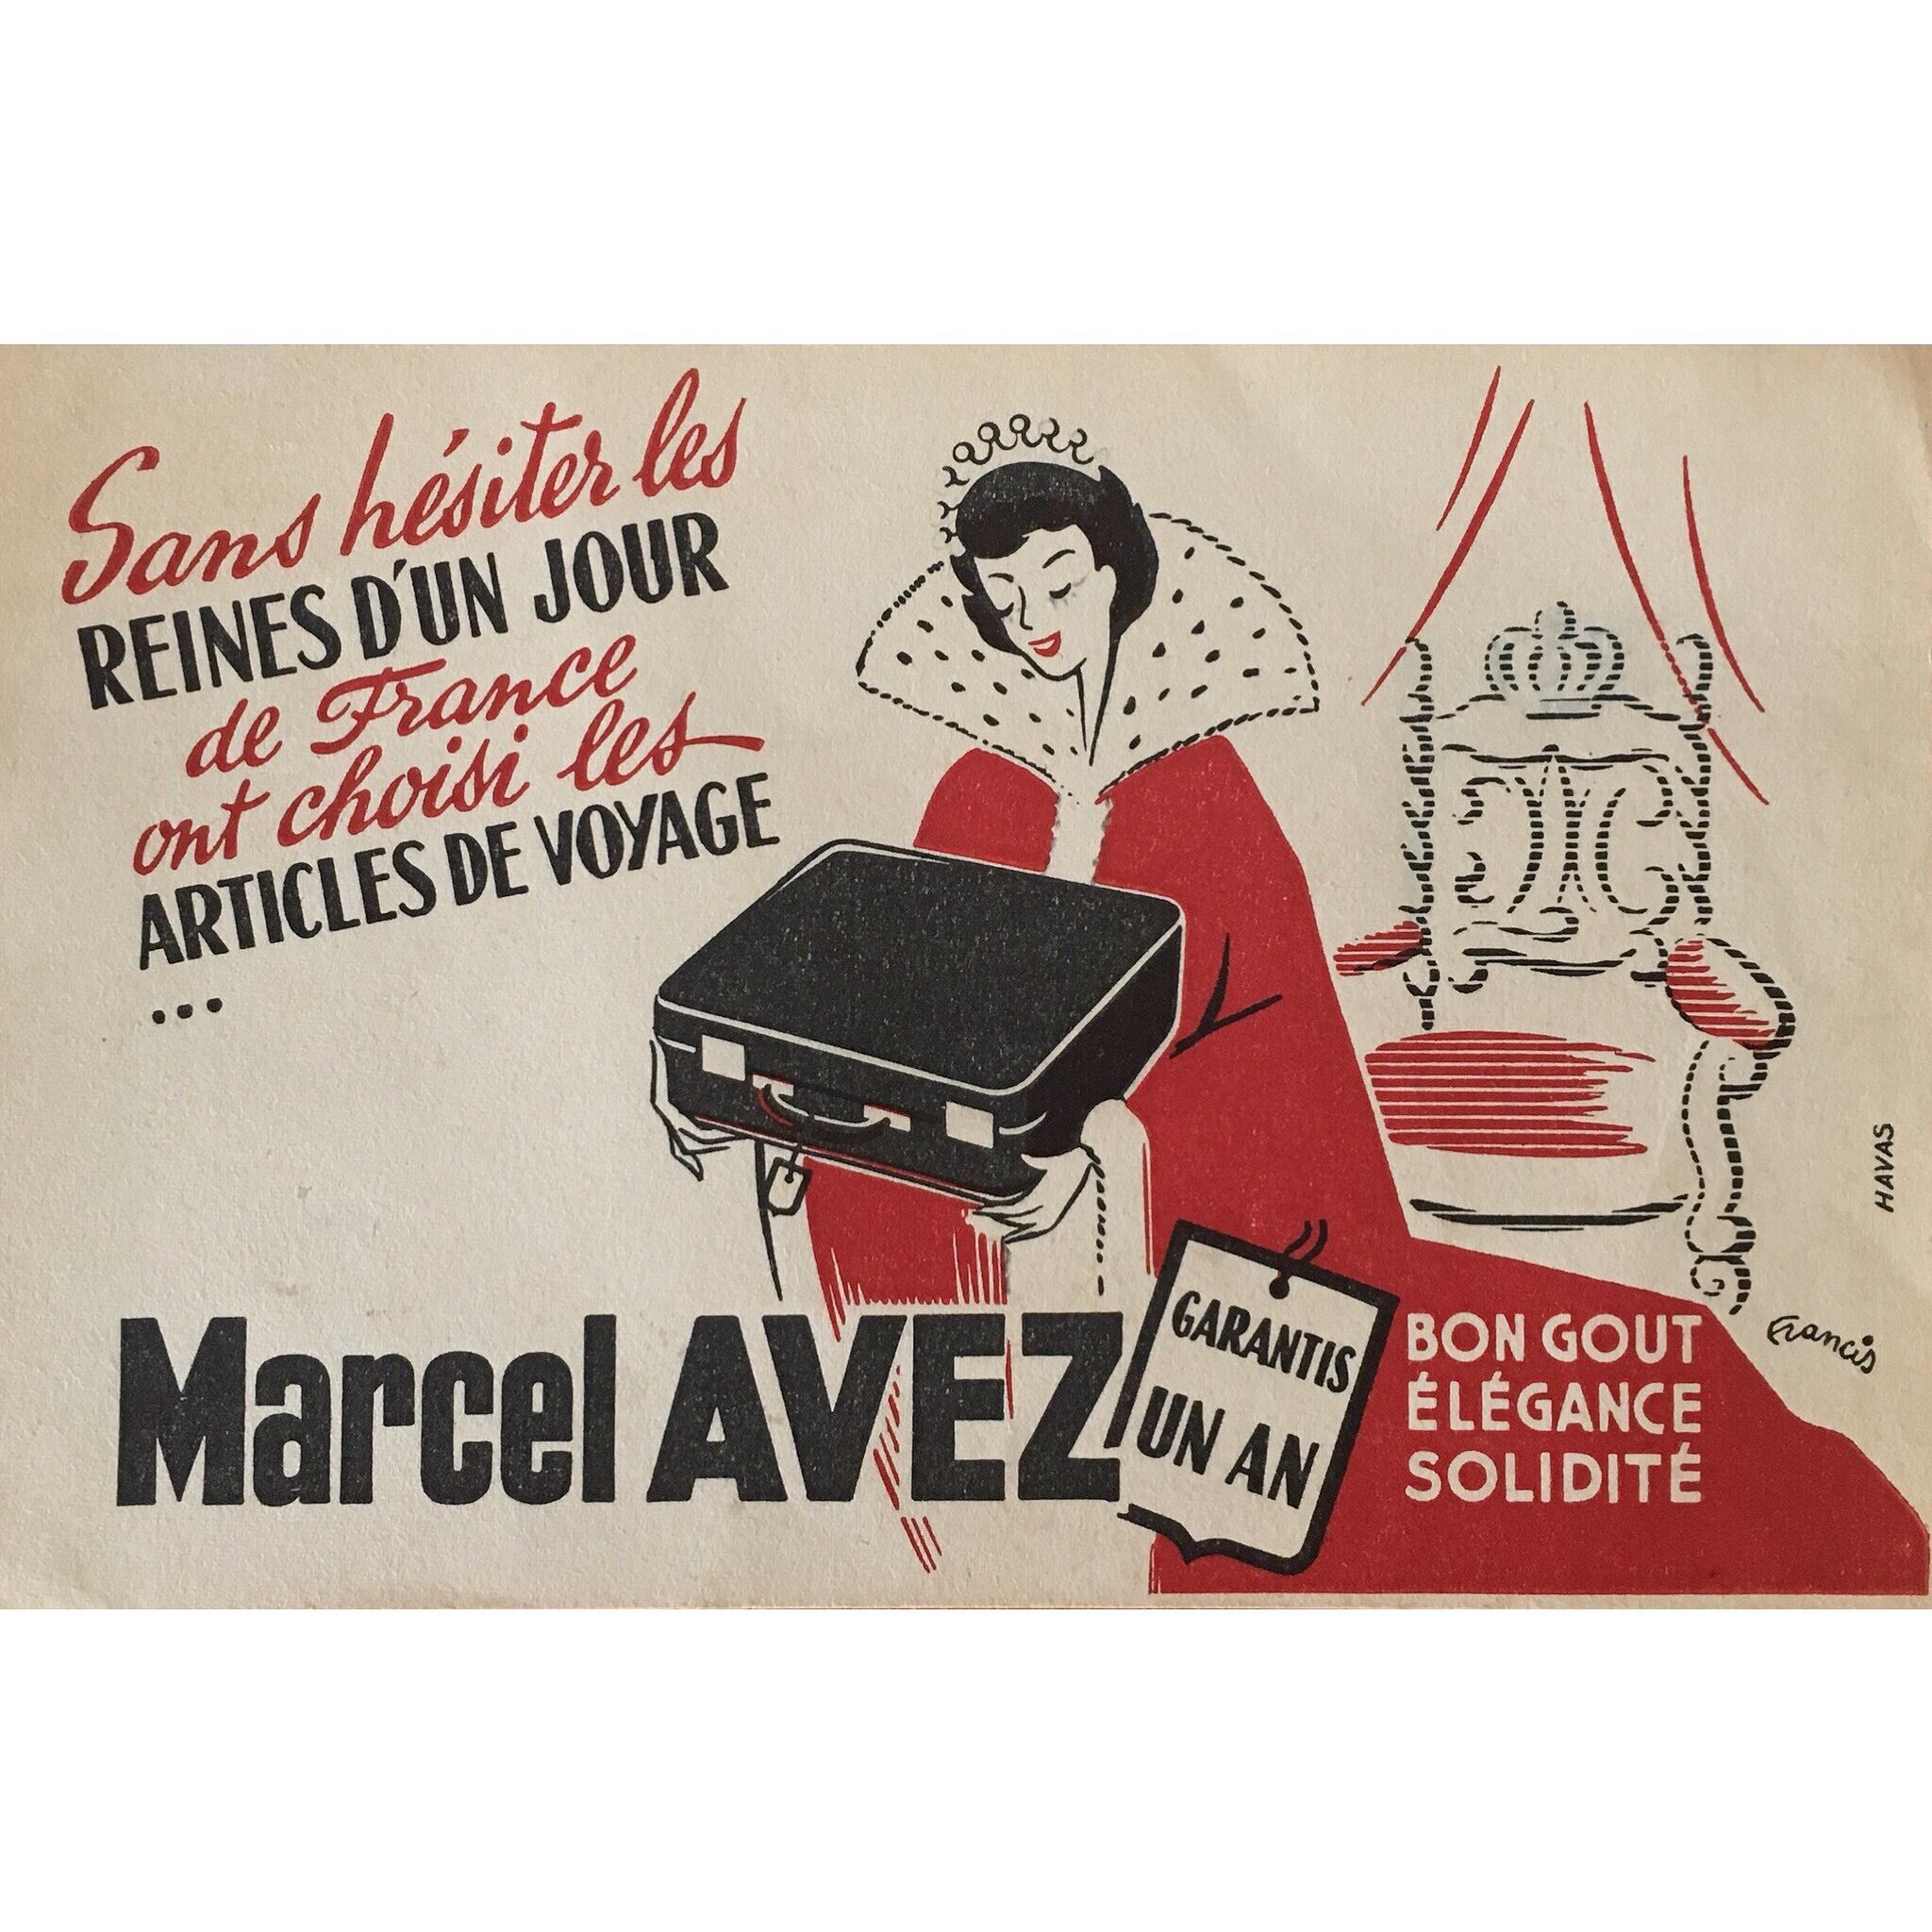 Sans hésiter les
REINES D'UN JOUR
de France
ont choisi les
ARTICLES DE VOYAGE
...
Marcel AVEZ
GARANTIS
UN AN
BON GOUT
ÉLÉGANCE
SOLIDITÉ
Francis
HAVAS